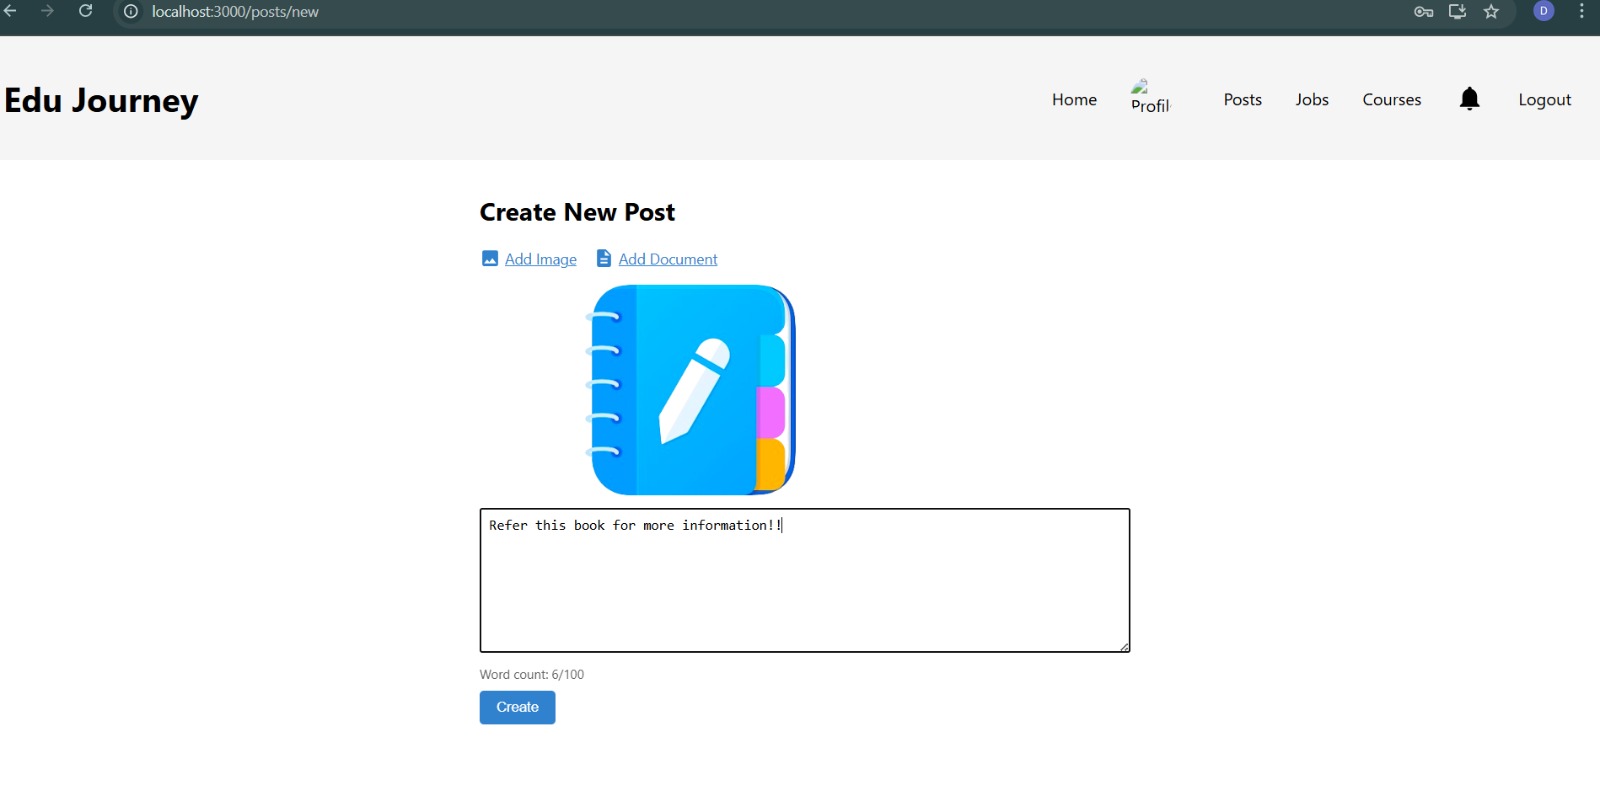 localhost:3000/posts/new
D
Edu Journey
Home
Profil
Posts
Jobs
Courses
Logout
Create New Post
Add Image
Add Document
Refer this book for more information!!
Word count: 6/100
Create